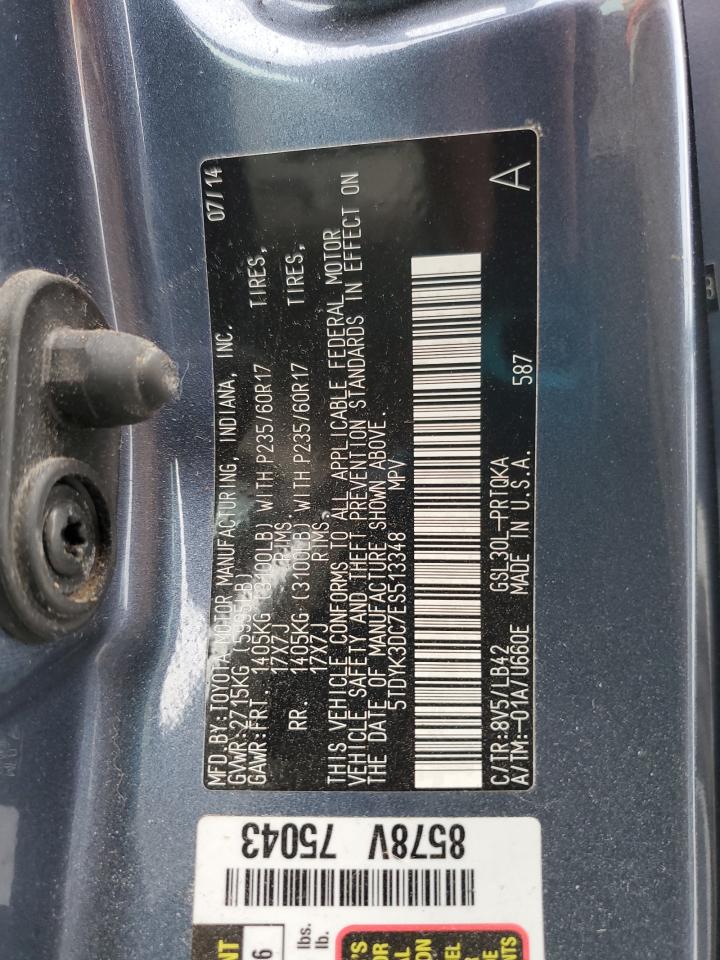 MFD.BY:TOYOTA MOTOR MANUFACTURING, INDIANA, INC. 07/14
GVWR:2715KG (5995LB)
GAWR:FRT. 1405KG (3100LB) WITH P235/60R17 TIRES,
17X7J RIMS,
RR. 1405KG (3100LB) WITH P235/60R17 TIRES,
17X7J RIMS,
THIS VEHICLE CONFORMS TO ALL APPLICABLE FEDERAL MOTOR
VEHICLE SAFETY AND THEFT PREVENTION STANDARDS IN EFFECT ON
THE DATE OF MANUFACTURE SHOWN ABOVE.
5TDYK3DC7ES513348 MPV
C/TR:8V5/LB42 GSL30L-PRTQKA 587 A
A/TM:-01A/U660E MADE IN U.S.A.
8578V 75043
6
lbs.
lb.